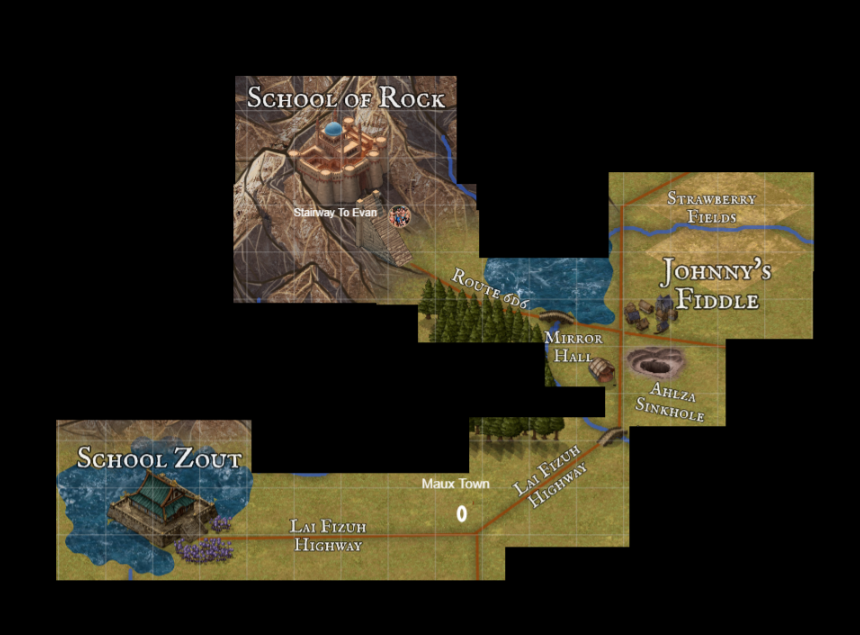 School of Rock
Stairway To Evan
Strawberry
Fields
Johnny's
Fiddle
Route 6d6
Mirror
Hall
Ahlza
Sinkhole
School Zout
Maux Town
0
Lai Fizuh
Highway
Lai Fizuh
Highway